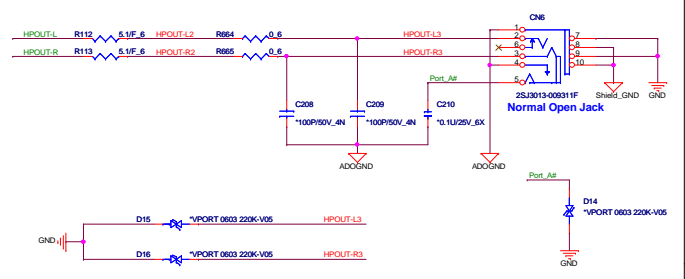 CN6
HPOUT-L R112 5.1/F_6 HPOUT-L2 R664 0_6 HPOUT-L3 1 7
2 8
HPOUT-R R113 5.1/F_6 HPOUT-R2 R665 0_6 HPOUT-R3 6 9
3 10
4
Port_A# 5
2SJ3013-009311F Shield_GND GND
Normal Open Jack
C208 C209 C210
*100P/50V_4N *100P/50V_4N *0.1U/25V_6X
ADOGND ADOGND
Port_A#
D14
*VPORT 0603 220K-V05
GND
D15 *VPORT 0603 220K-V05 HPOUT-L3
GND
D16 *VPORT 0603 220K-V05 HPOUT-R3